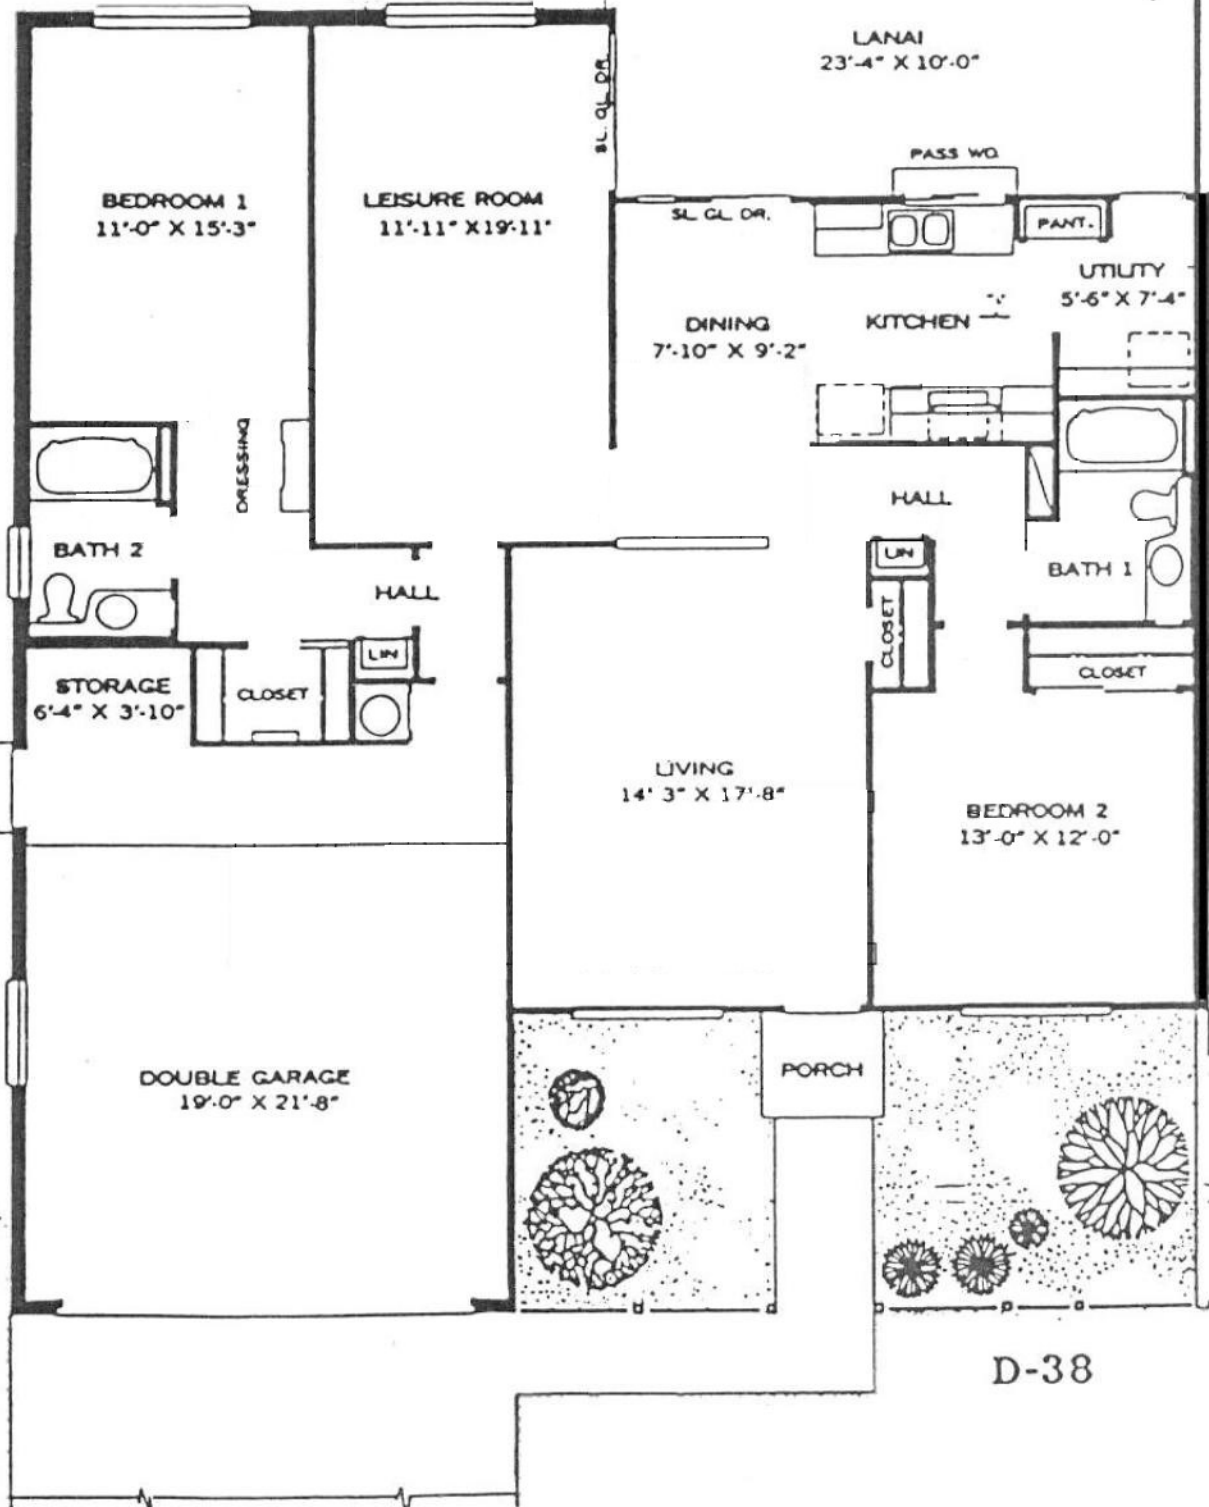 LANAI
23'-4" X 10'-0"
SL. GL. DR.
PASS WD.
BEDROOM 1
11'-0" X 15'-3"
LEISURE ROOM
11'-11" X 19'-11"
SL. GL. DR.
PANT.
UTILITY
5'-6" X 7'-4"
DINING
7'-10" X 9'-2"
KITCHEN
DRESSING
HALL
BATH 2
LIN
BATH 1
HALL
CLOSET
LIN
CLOSET
STORAGE
6'-4" X 3'-10"
CLOSET
LIVING
14' 3" X 17'-8"
BEDROOM 2
13'-0" X 12'-0"
PORCH
DOUBLE GARAGE
19'-0" X 21'-8"
D-38